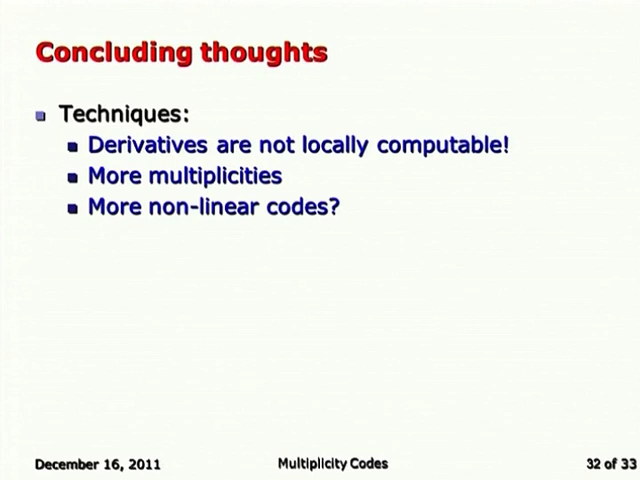 Concluding thoughts
Techniques:
Derivatives are not locally computable!
More multiplicities
More non-linear codes?
December 16, 2011
Multiplicity Codes
32 of 33